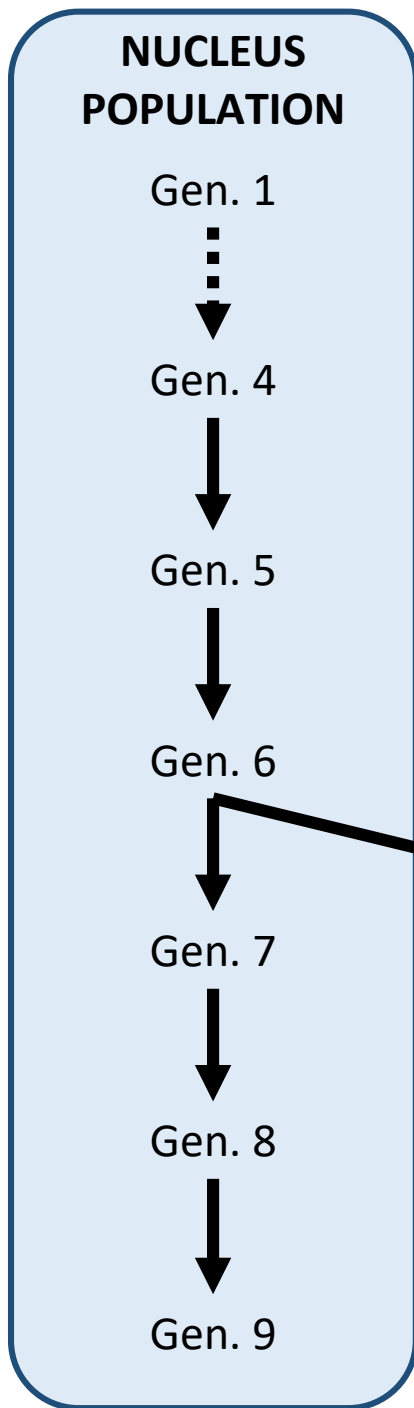 NUCLEUS
POPULATION
Gen. 1
Gen. 4
Gen. 5
Gen. 6
Gen. 7
Gen. 8
Gen. 9